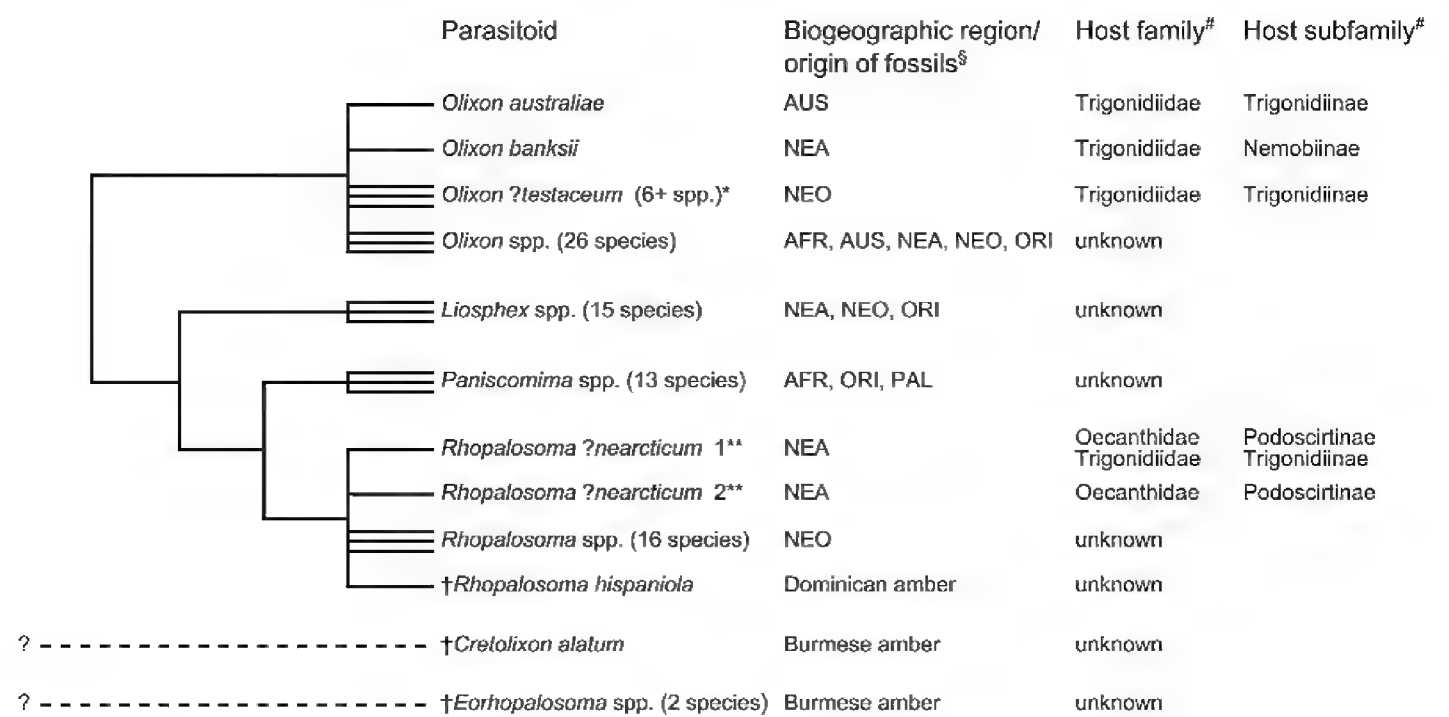 Parasitoid Biogeographic region/ Host family# Host subfamily#
origin of fossils§
Olixon australiae AUS Trigonidiidae Trigonidiinae
Olixon banksii NEA Trigonidiidae Nemobiinae
Olixon ?testaceum (6+ spp.)* NEO Trigonidiidae Trigonidiinae
Olixon spp. (26 species) AFR, AUS, NEA, NEO, ORI unknown
Liosphex spp. (15 species) NEA, NEO, ORI unknown
Paniscomima spp. (13 species) AFR, ORI, PAL unknown
Rhopalosoma ?nearcticum 1** NEA Oecanthidae Podoscirtinae
Trigonidiidae Trigonidiinae
Rhopalosoma ?nearcticum 2** NEA Oecanthidae Podoscirtinae
Rhopalosoma spp. (16 species) NEO unknown
†Rhopalosoma hispaniola Dominican amber unknown
? †Cretolixon alatum Burmese amber unknown
? †Eorhopalosoma spp. (2 species) Burmese amber unknown